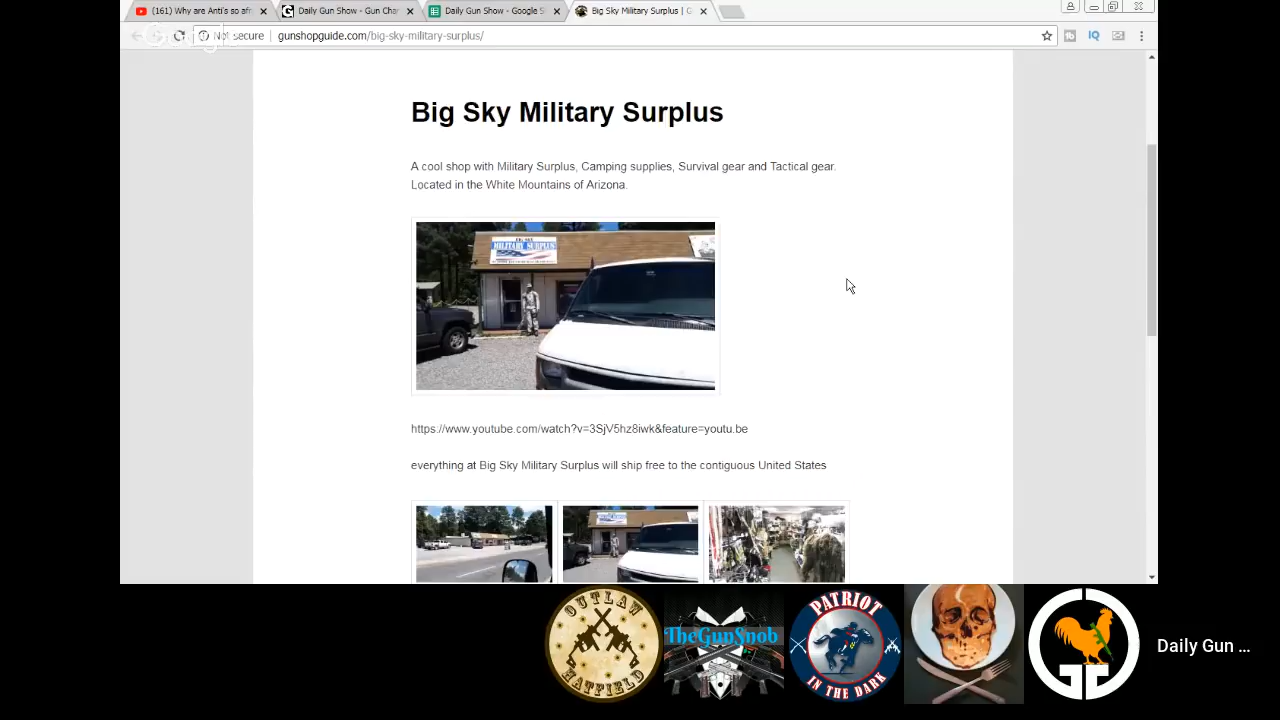 (161) Why are Anti's so afr
Daily Gun Show - Gun Char
Daily Gun Show - Google S
Big Sky Military Surplus | G
Not secure
gunshopguide.com/big-sky-military-surplus/
Big Sky Military Surplus
A cool shop with Military Surplus, Camping supplies, Survival gear and Tactical gear.
Located in the White Mountains of Arizona.
BIG SKY
MILITARY SURPLUS
https://www.youtube.com/watch?v=3SjV5hz8iwk&feature=youtu.be
everything at Big Sky Military Surplus will ship free to the contiguous United States
OUTLAW
HATFIELD
TheGunSnob
PATRIOT
IN THE DARK
Daily Gun ...